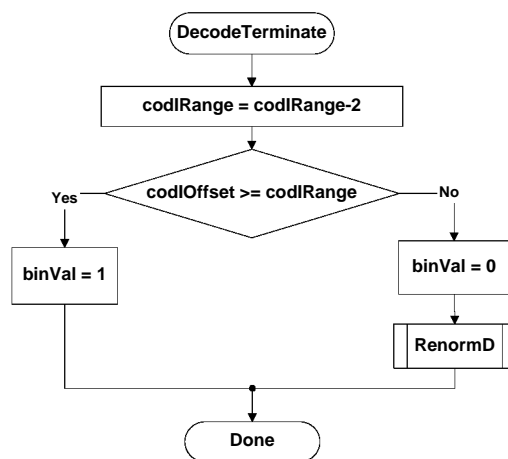 DecodeTerminate
codIRange = codIRange-2
codIOffset >= codIRange
Yes
No
binVal = 1
binVal = 0
RenormD
Done